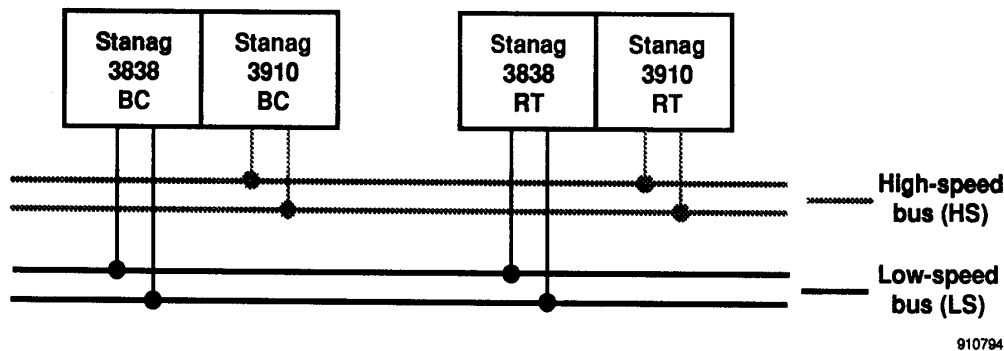 Stanag
3838
BC
Stanag
3910
BC
Stanag
3838
RT
Stanag
3910
RT
High-speed
bus (HS)
Low-speed
bus (LS)
910794